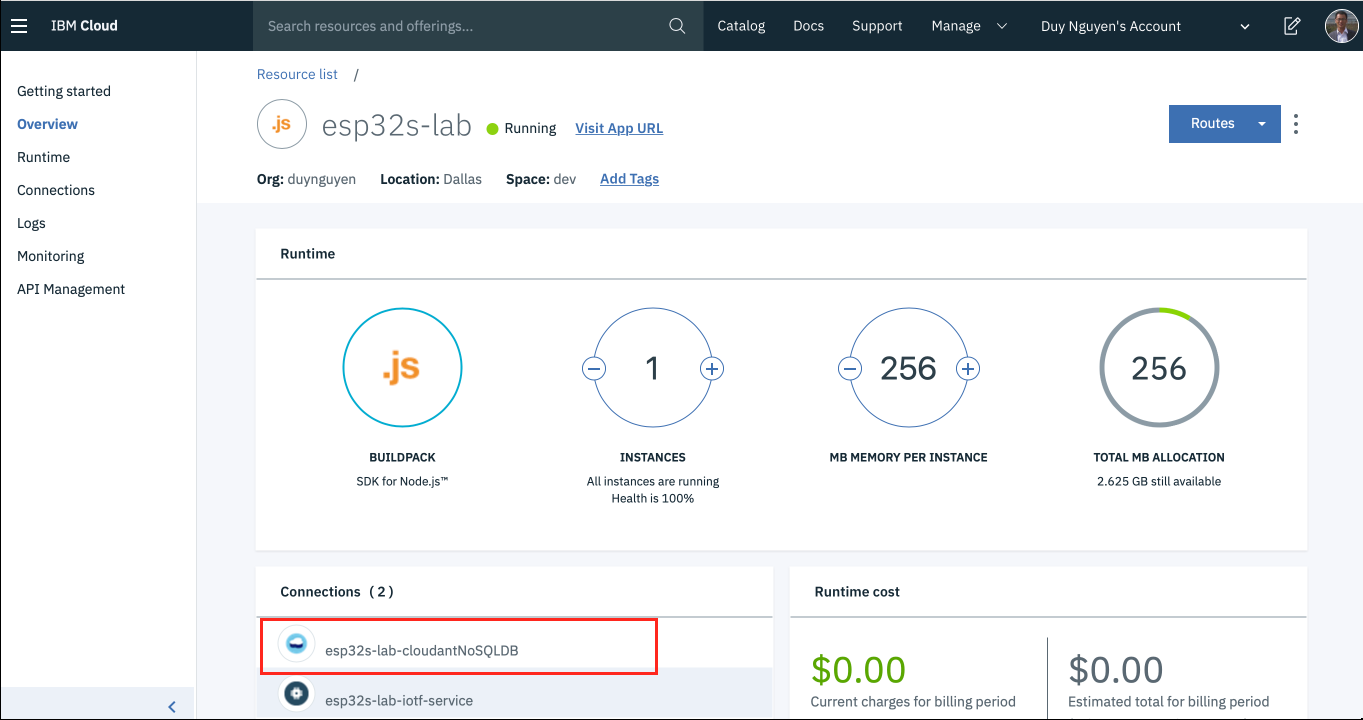 IBM Cloud
Search resources and offerings...
Catalog
Docs
Support
Manage
Duy Nguyen's Account
Getting started
Overview
Runtime
Connections
Logs
Monitoring
API Management
Resource list /
.js
esp32s-lab
Running
Visit App URL
Routes
Org: duynguyen
Location: Dallas
Space: dev
Add Tags
Runtime
.js
BUILDPACK
SDK for Node.js™
1
INSTANCES
All instances are running
Health is 100%
256
MB MEMORY PER INSTANCE
256
TOTAL MB ALLOCATION
2.625 GB still available
Connections (2)
esp32s-lab-cloudantNoSQLDB
esp32s-lab-iotf-service
Runtime cost
$0.00
Current charges for billing period
$0.00
Estimated total for billing period